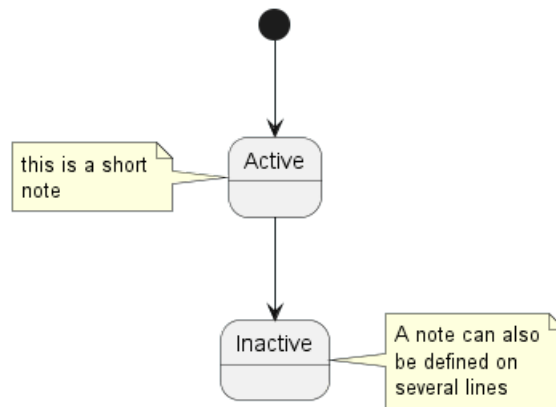 Active
this is a short
note
Inactive
A note can also
be defined on
several lines